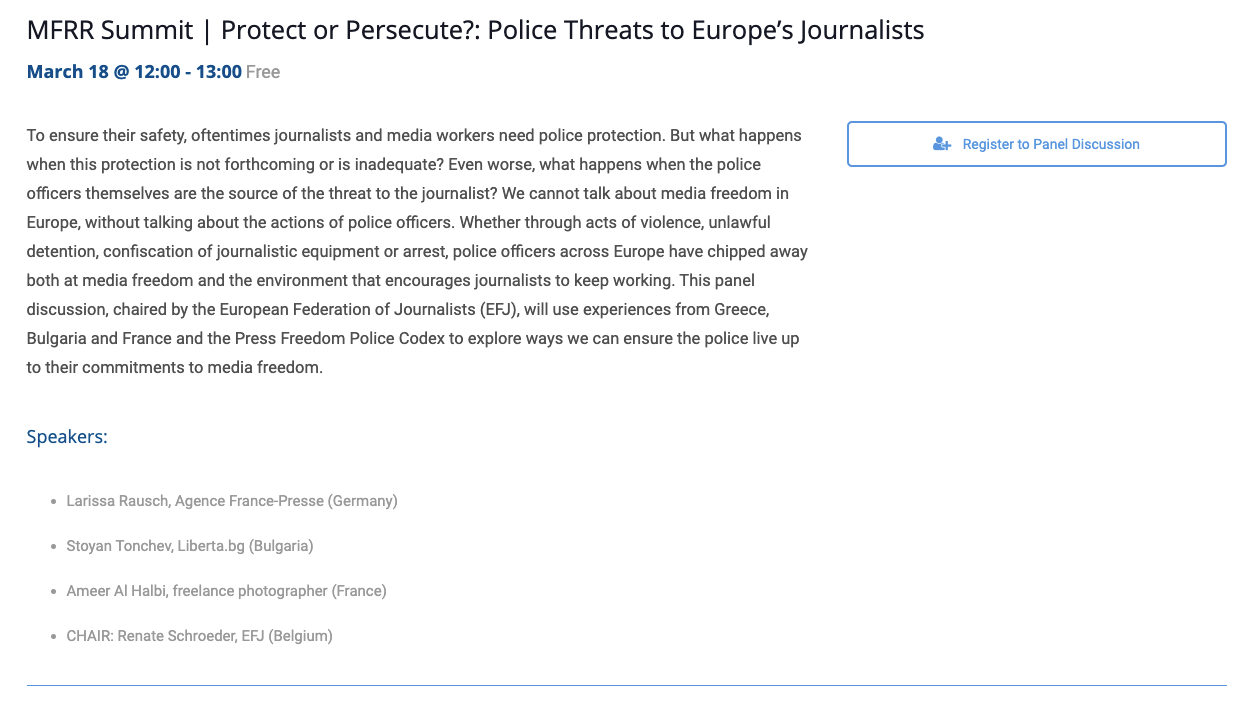 MFRR Summit | Protect or Persecute?: Police Threats to Europe’s Journalists
March 18 @ 12:00 - 13:00 Free
To ensure their safety, oftentimes journalists and media workers need police protection. But what happens
when this protection is not forthcoming or is inadequate? Even worse, what happens when the police
officers themselves are the source of the threat to the journalist? We cannot talk about media freedom in
Europe, without talking about the actions of police officers. Whether through acts of violence, unlawful
detention, confiscation of journalistic equipment or arrest, police officers across Europe have chipped away
both at media freedom and the environment that encourages journalists to keep working. This panel
discussion, chaired by the European Federation of Journalists (EFJ), will use experiences from Greece,
Bulgaria and France and the Press Freedom Police Codex to explore ways we can ensure the police live up
to their commitments to media freedom.
Register to Panel Discussion
Speakers:
• Larissa Rausch, Agence France-Presse (Germany)
• Stoyan Tonchev, Liberta.bg (Bulgaria)
• Ameer Al Halbi, freelance photographer (France)
• CHAIR: Renate Schroeder, EFJ (Belgium)